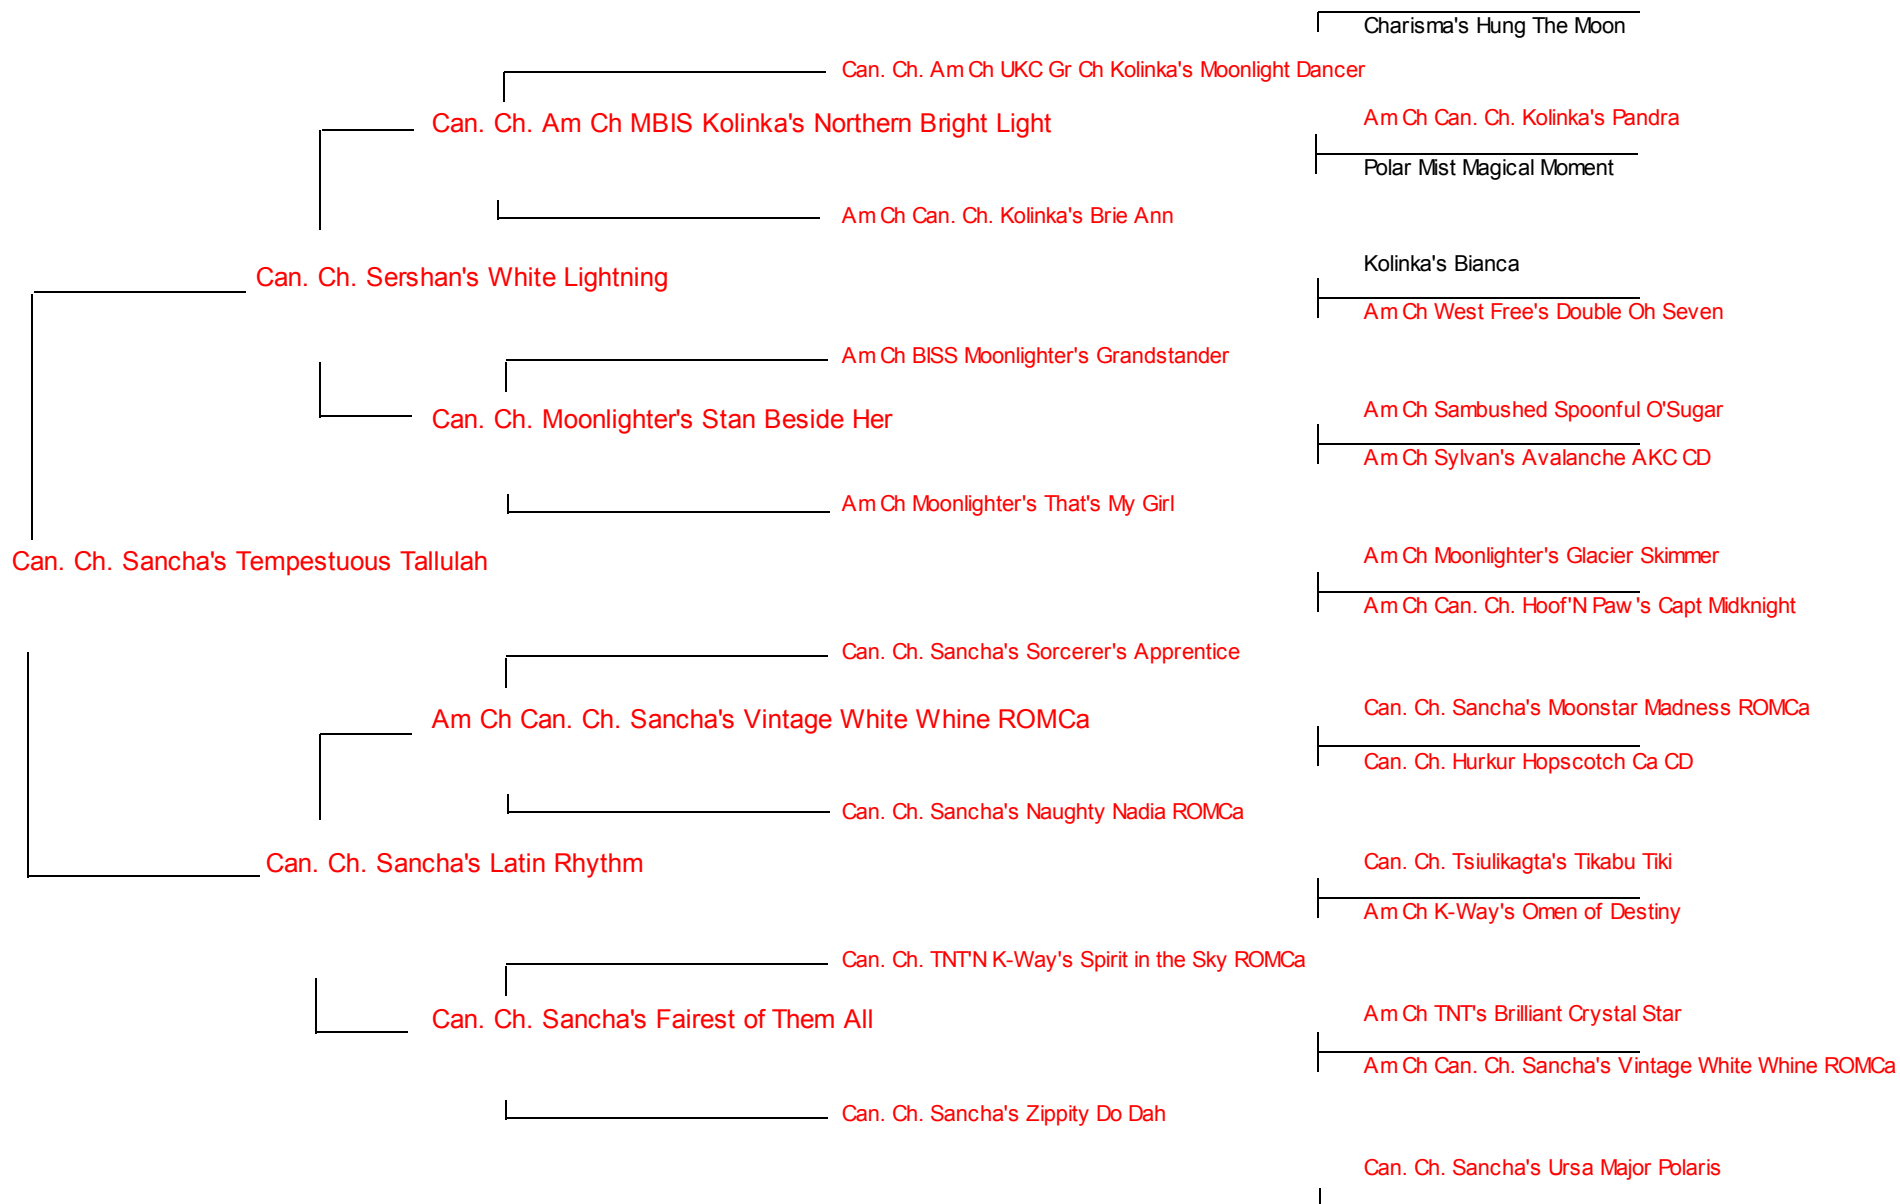 Charisma's Hung The Moon
Can. Ch. Am Ch UKC Gr Ch Kolinka's Moonlight Dancer
Can. Ch. Am Ch MBIS Kolinka's Northern Bright Light
Am Ch Can. Ch. Kolinka's Pandra
Polar Mist Magical Moment
Am Ch Can. Ch. Kolinka's Brie Ann
Kolinka's Bianca
Can. Ch. Sershan's White Lightning
Am Ch West Free's Double Oh Seven
Am Ch BISS Moonlighter's Grandstander
Am Ch Sambushed Spoonful O'Sugar
Can. Ch. Moonlighter's Stan Beside Her
Am Ch Sylvan's Avalanche AKC CD
Am Ch Moonlighter's That's My Girl
Am Ch Moonlighter's Glacier Skimmer
Can. Ch. Sancha's Tempestuous Tallulah
Am Ch Can. Ch. Hoof'N Paw's Capt Midknight
Can. Ch. Sancha's Sorcerer's Apprentice
Can. Ch. Sancha's Moonstar Madness ROMCa
Am Ch Can. Ch. Sancha's Vintage White Whine ROMCa
Can. Ch. Hurkur Hopscotch Ca CD
Can. Ch. Sancha's Naughty Nadia ROMCa
Can. Ch. Sancha's Latin Rhythm
Can. Ch. Tsiulikagta's Tikabu Tiki
Am Ch K-Way's Omen of Destiny
Can. Ch. TNT'N K-Way's Spirit in the Sky ROMCa
Am Ch TNT's Brilliant Crystal Star
Can. Ch. Sancha's Fairest of Them All
Am Ch Can. Ch. Sancha's Vintage White Whine ROMCa
Can. Ch. Sancha's Zippity Do Dah
Can. Ch. Sancha's Ursa Major Polaris